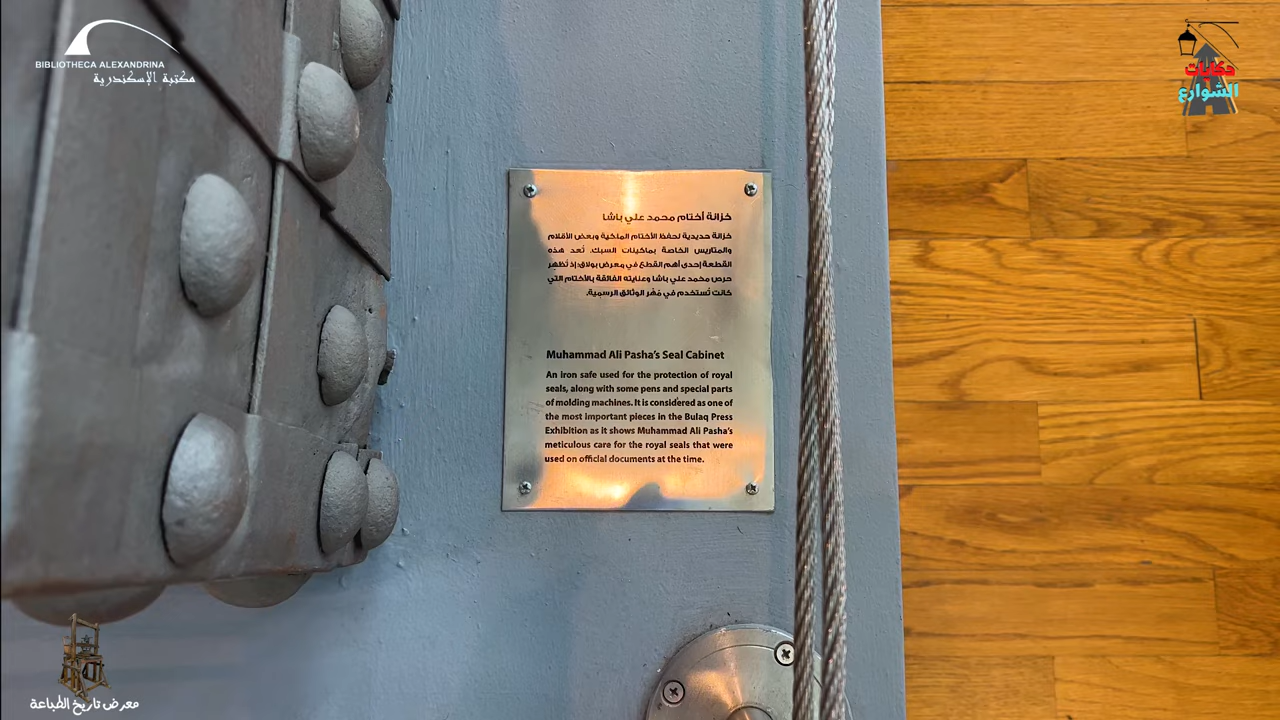 BIBLIOTHECA ALEXANDRINA
مكتبة الإسكندرية
حكايات
الشوارع
خزانة أختام محمد علي باشا
خزانة حديدية لحفظ الأختام الملكية وبعض الأقلام
والمتاريس الخاصة بماكينات السبك. تُعد هذه
القطعة إحدى أهم القطع في معرض بولاق؛ إذ تُظهِر
حرص محمد علي باشا وعنايته الفائقة بالأختام التي
كانت تُستخدم في مَهْر الوثائق الرسمية.
Muhammad Ali Pasha's Seal Cabinet
An iron safe used for the protection of royal
seals, along with some pens and special parts
of molding machines. It is considered as one of
the most important pieces in the Bulaq Press
Exhibition as it shows Muhammad Ali Pasha's
meticulous care for the royal seals that were
used on official documents at the time.
معرض تاريخ الطباعة